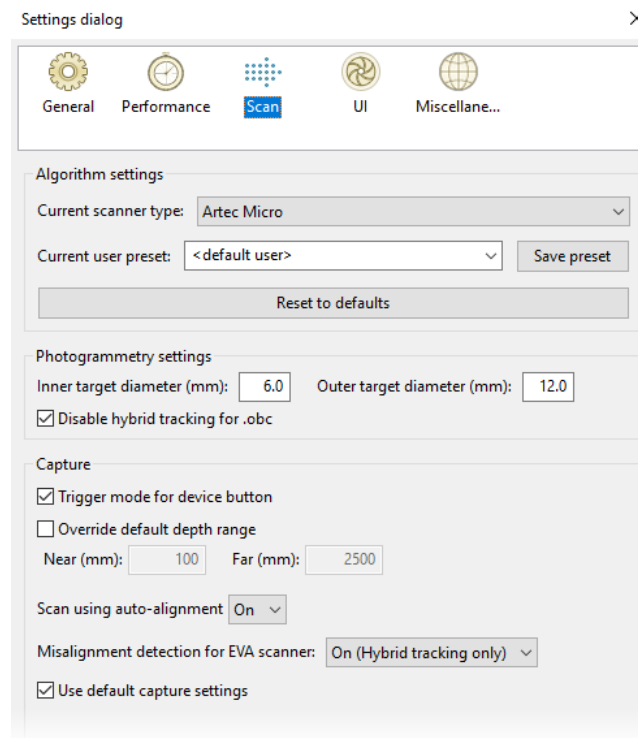 Settings dialog
General Performance Scan UI Miscellane...
Algorithm settings
Current scanner type: Artec Micro
Current user preset: <default user> Save preset
Reset to defaults
Photogrammetry settings
Inner target diameter (mm): 6.0 Outer target diameter (mm): 12.0
Disable hybrid tracking for .obc
Capture
Trigger mode for device button
Override default depth range
Near (mm): 100 Far (mm): 2500
Scan using auto-alignment On
Misalignment detection for EVA scanner: On (Hybrid tracking only)
Use default capture settings